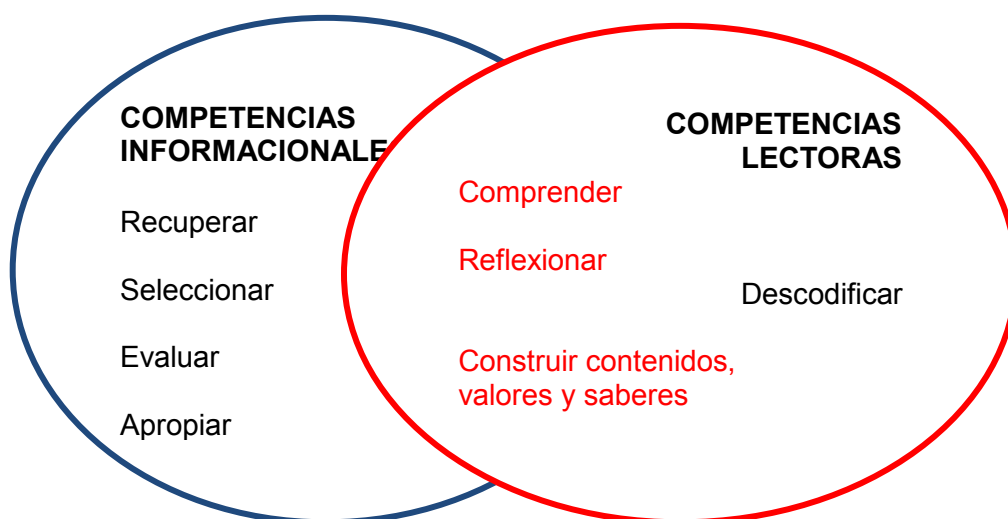 COMPETENCIAS
INFORMACIONALE
Recuperar
Seleccionar
Evaluar
Apropiar
COMPETENCIAS
LECTORAS
Comprender
Reflexionar
Descodificar
Construir contenidos,
valores y saberes